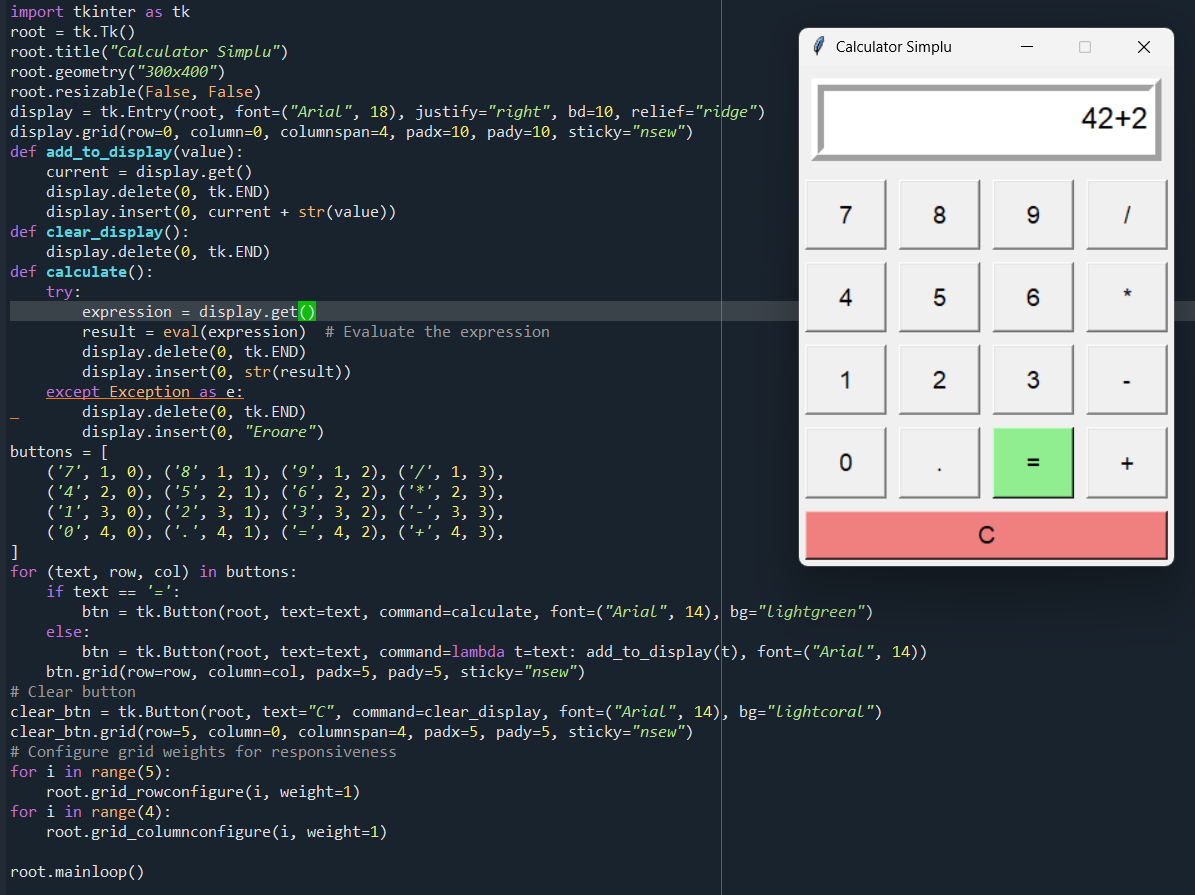 import tkinter as tk
root = tk.Tk()
root.title("Calculator Simplu")
root.geometry("300x400")
root.resizable(False, False)
display = tk.Entry(root, font=("Arial", 18), justify="right", bd=10, relief="ridge")
display.grid(row=0, column=0, columnspan=4, padx=10, pady=10, sticky="nsew")
def add_to_display(value):
    current = display.get()
    display.delete(0, tk.END)
    display.insert(0, current + str(value))
def clear_display():
    display.delete(0, tk.END)
def calculate():
    try:
        expression = display.get()
        result = eval(expression)  # Evaluate the expression
        display.delete(0, tk.END)
        display.insert(0, str(result))
    except Exception as e:
        display.delete(0, tk.END)
        display.insert(0, "Eroare")
buttons = [
    ('7', 1, 0), ('8', 1, 1), ('9', 1, 2), ('/', 1, 3),
    ('4', 2, 0), ('5', 2, 1), ('6', 2, 2), ('*', 2, 3),
    ('1', 3, 0), ('2', 3, 1), ('3', 3, 2), ('-', 3, 3),
    ('0', 4, 0), ('.', 4, 1), ('=', 4, 2), ('+', 4, 3),
]
for (text, row, col) in buttons:
    if text == '=':
        btn = tk.Button(root, text=text, command=calculate, font=("Arial", 14), bg="lightgreen")
    else:
        btn = tk.Button(root, text=text, command=lambda t=text: add_to_display(t), font=("Arial", 14))
    btn.grid(row=row, column=col, padx=5, pady=5, sticky="nsew")
# Clear button
clear_btn = tk.Button(root, text="C", command=clear_display, font=("Arial", 14), bg="lightcoral")
clear_btn.grid(row=5, column=0, columnspan=4, padx=5, pady=5, sticky="nsew")
# Configure grid weights for responsiveness
for i in range(5):
    root.grid_rowconfigure(i, weight=1)
for i in range(4):
    root.grid_columnconfigure(i, weight=1)
root.mainloop()
Calculator Simplu
42+2
7 8 9 /
4 5 6 *
1 2 3 -
0 . = +
C